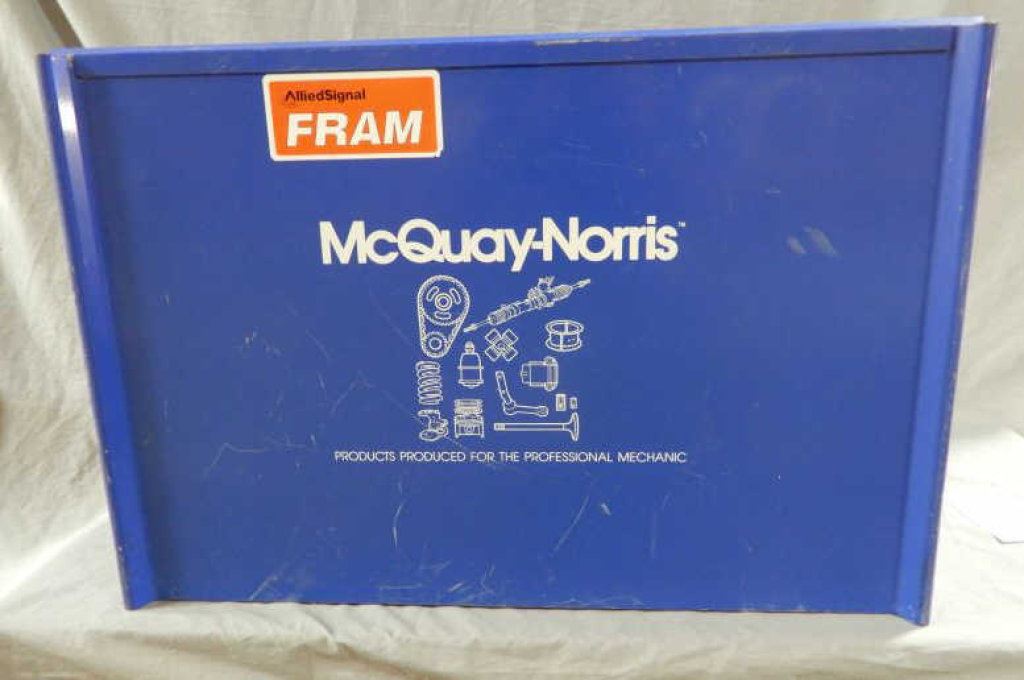 AlliedSignal
FRAM
McQuay-Norris™
PRODUCTS PRODUCED FOR THE PROFESSIONAL MECHANIC